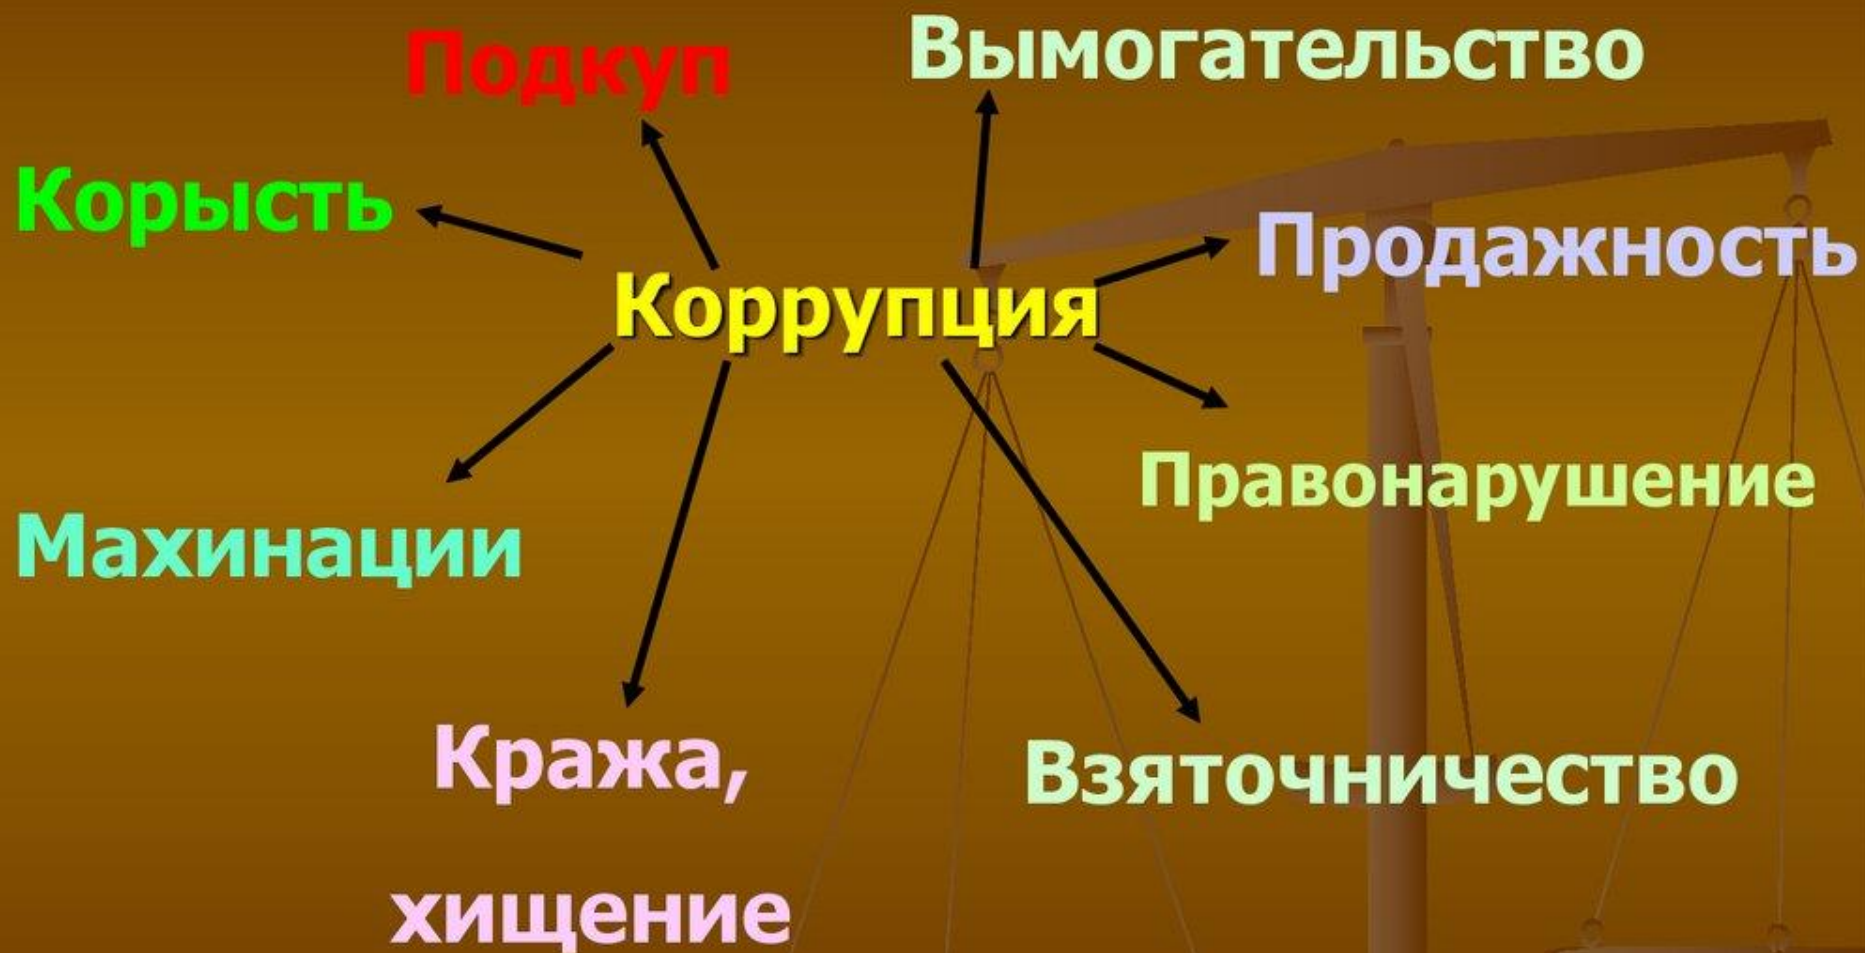 Подкуп
Вымогательство
Корысть
Продажность
Коррупция
Правонарушение
Махинации
Кража,
хищение
Взяточничество